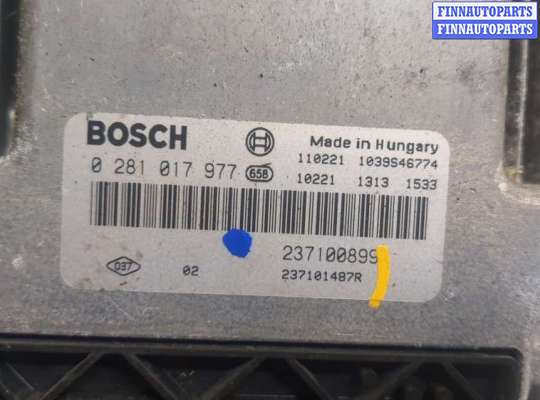 FINNAUTOPARTS
FINNAUTOPARTS
BOSCH
Made in Hungary
110221 1039S46774
0 281 017 977 658
10221 1313 1533
237100899
037 02 237101487R